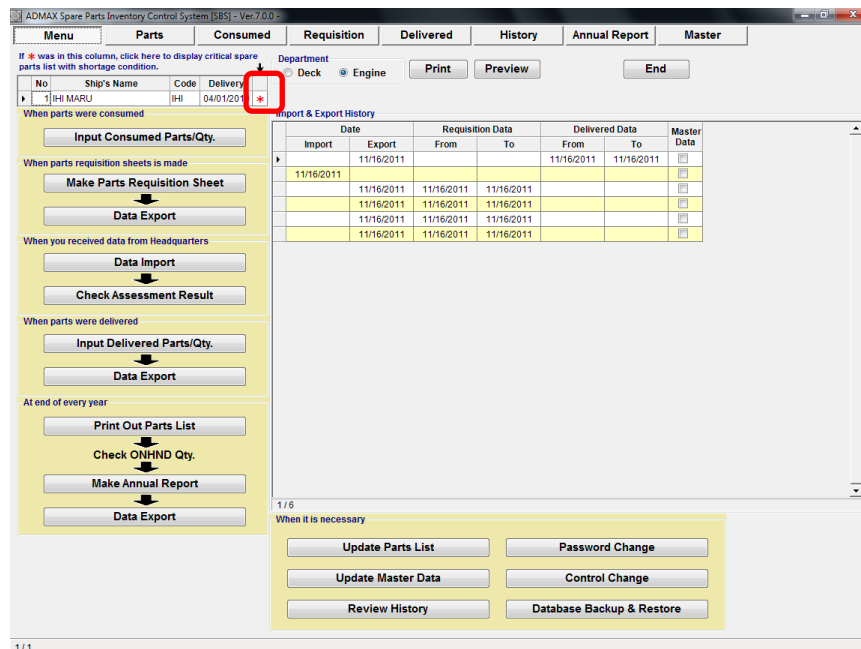 ADMAX Spare Parts Inventory Control System [SBS] - Ver.7.0.0 -
Menu Parts Consumed Requisition Delivered History Annual Report Master
If * was in this column, click here to display critical spare
parts list with shortage condition.
Department
Deck Engine Print Preview End
No Ship's Name Code Delivery
1 IHI MARU IHI 04/01/201 *
When parts were consumed
Input Consumed Parts/Qty.
When parts requisition sheets is made
Make Parts Requisition Sheet
Data Export
When you received data from Headquarters
Data Import
Check Assessment Result
When parts were delivered
Input Delivered Parts/Qty.
Data Export
At end of every year
Print Out Parts List
Check ONHND Qty.
Make Annual Report
Data Export
Import & Export History
Date Requisition Data Delivered Data Master
Import Export From To From To Data
11/16/2011 11/16/2011 11/16/2011
11/16/2011
11/16/2011 11/16/2011 11/16/2011
11/16/2011 11/16/2011 11/16/2011
11/16/2011 11/16/2011 11/16/2011
11/16/2011 11/16/2011 11/16/2011
1 / 6
When it is necessary
Update Parts List Password Change
Update Master Data Control Change
Review History Database Backup & Restore
1 / 1